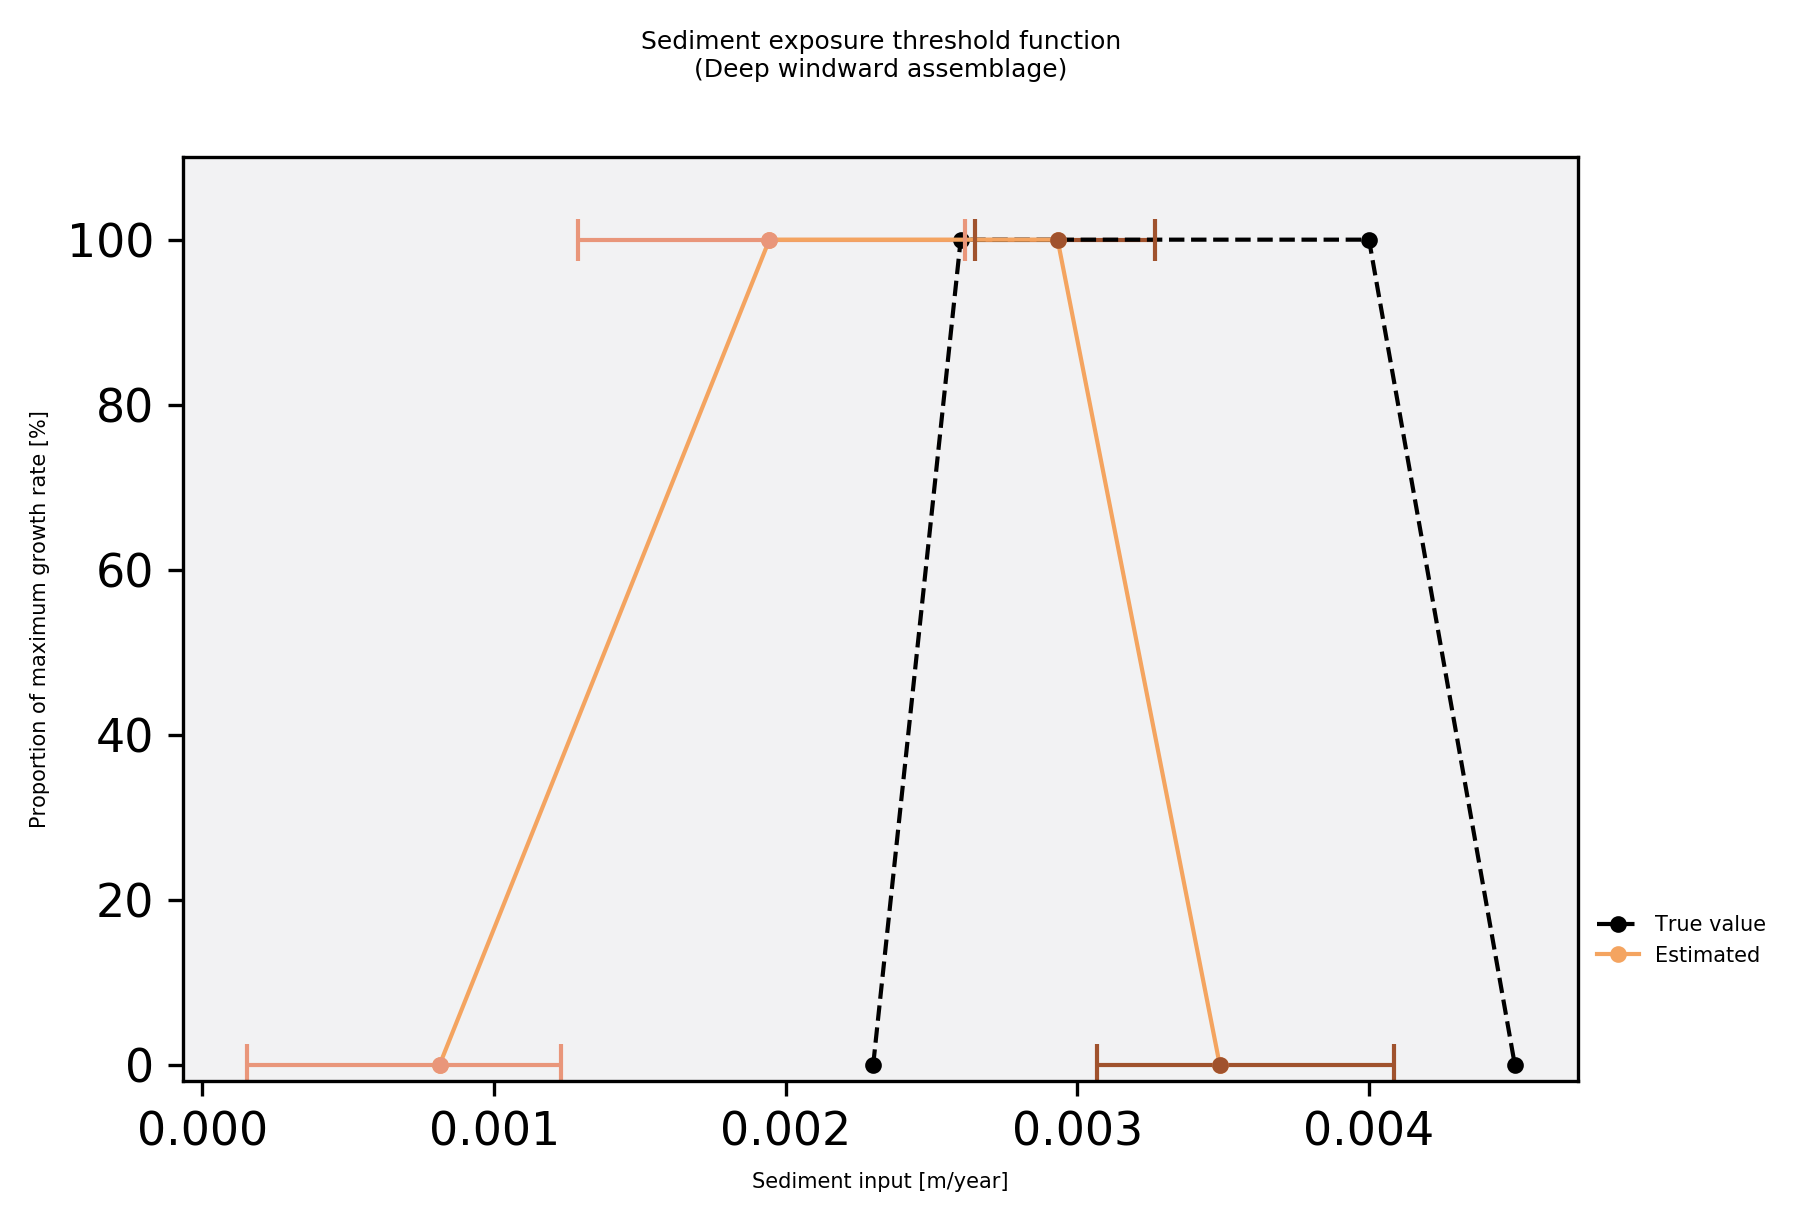 Sediment exposure threshold function
(Deep windward assemblage)
Proportion of maximum growth rate [%]
100
80
60
40
20
0
0.000
0.001
0.002
0.003
0.004
Sediment input [m/year]
True value
Estimated